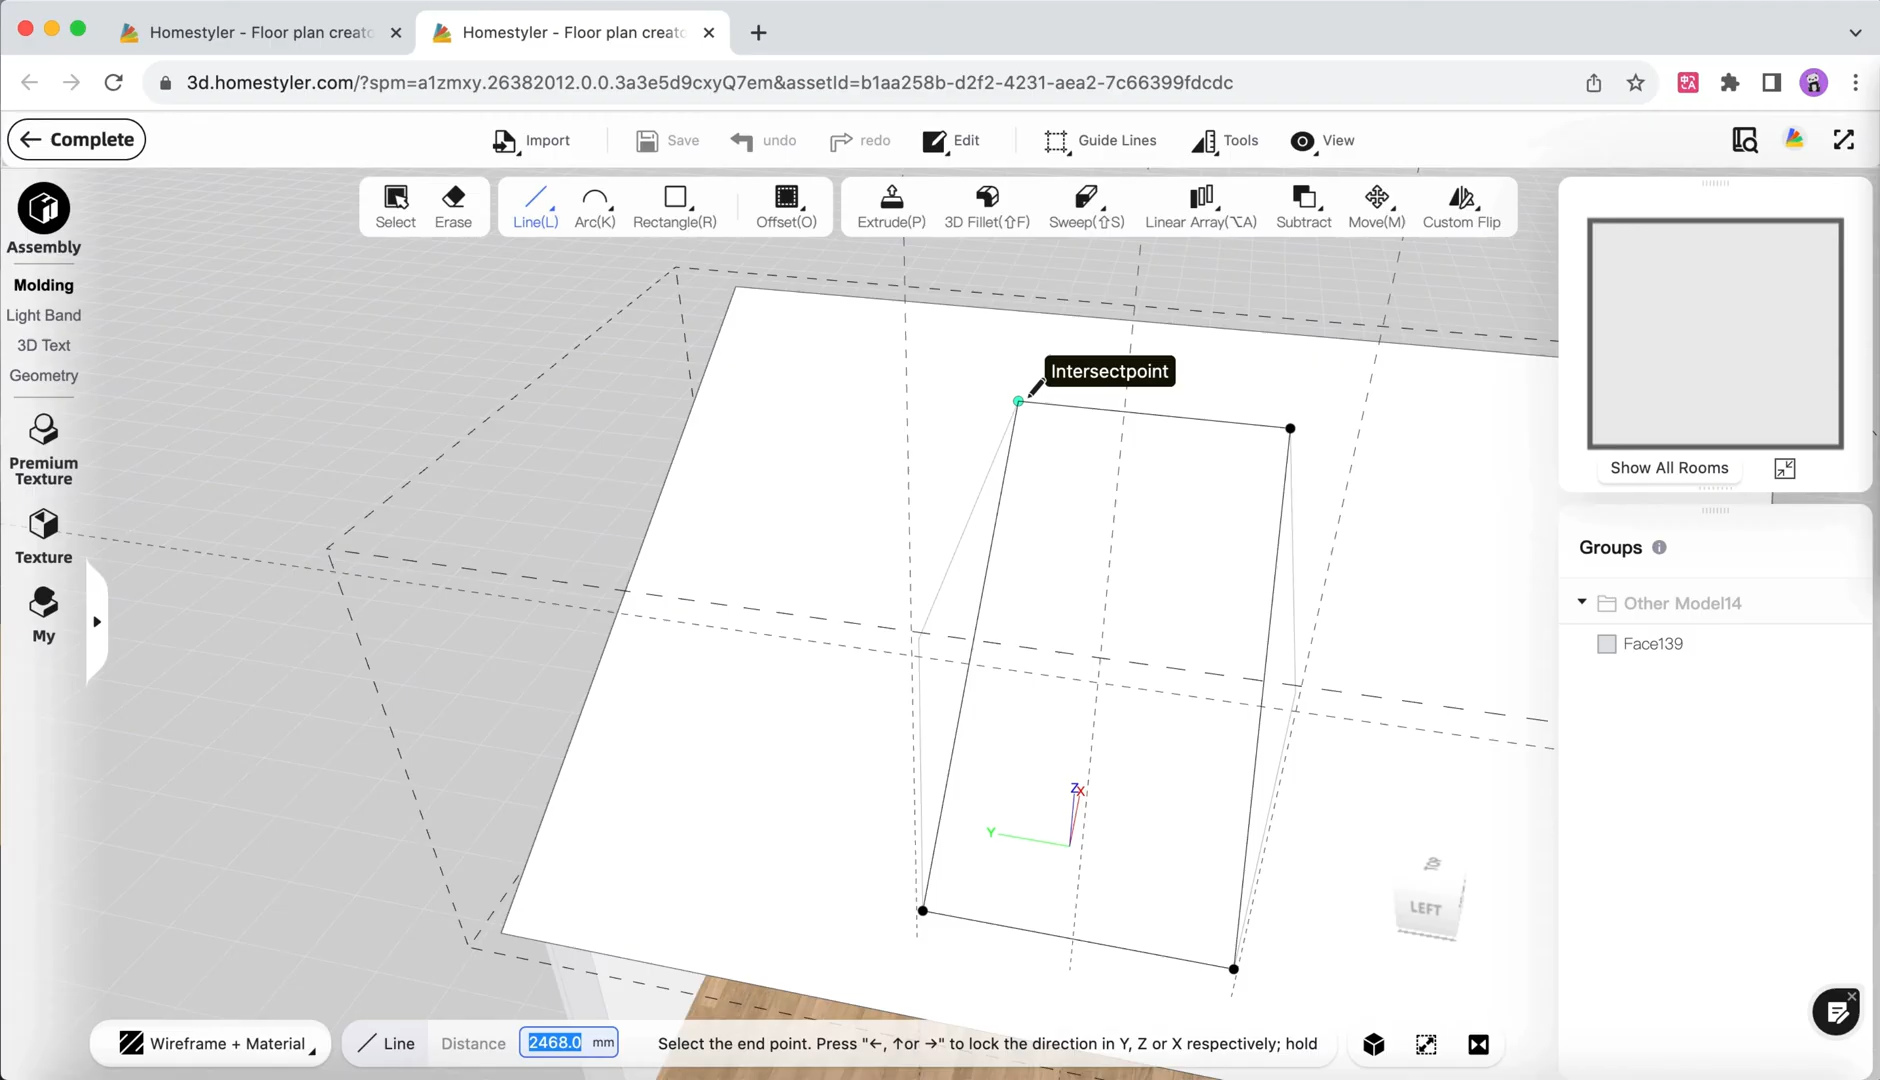 Homestyler - Floor plan creato
Homestyler - Floor plan creato
3d.homestyler.com/?spm=a1zmxy.26382012.0.0.3a3e5d9cxyQ7em&assetId=b1aa258b-d2f2-4231-aea2-7c66399fdcdc
Complete
Import
Save
undo
redo
Edit
Guide Lines
Tools
View
Select
Erase
Line(L)
Arc(K)
Rectangle(R)
Offset(O)
Extrude(P)
3D Fillet(⇧F)
Sweep(⇧S)
Linear Array(⌥A)
Subtract
Move(M)
Custom Flip
Assembly
Molding
Light Band
3D Text
Geometry
Premium
Texture
Texture
My
Intersectpoint
Z
X
Y
LEFT
Show All Rooms
Groups
Other Model14
Face139
Wireframe + Material
Line
Distance
2468.0 mm
Select the end point. Press "←, ↑or →" to lock the direction in Y, Z or X respectively; hold